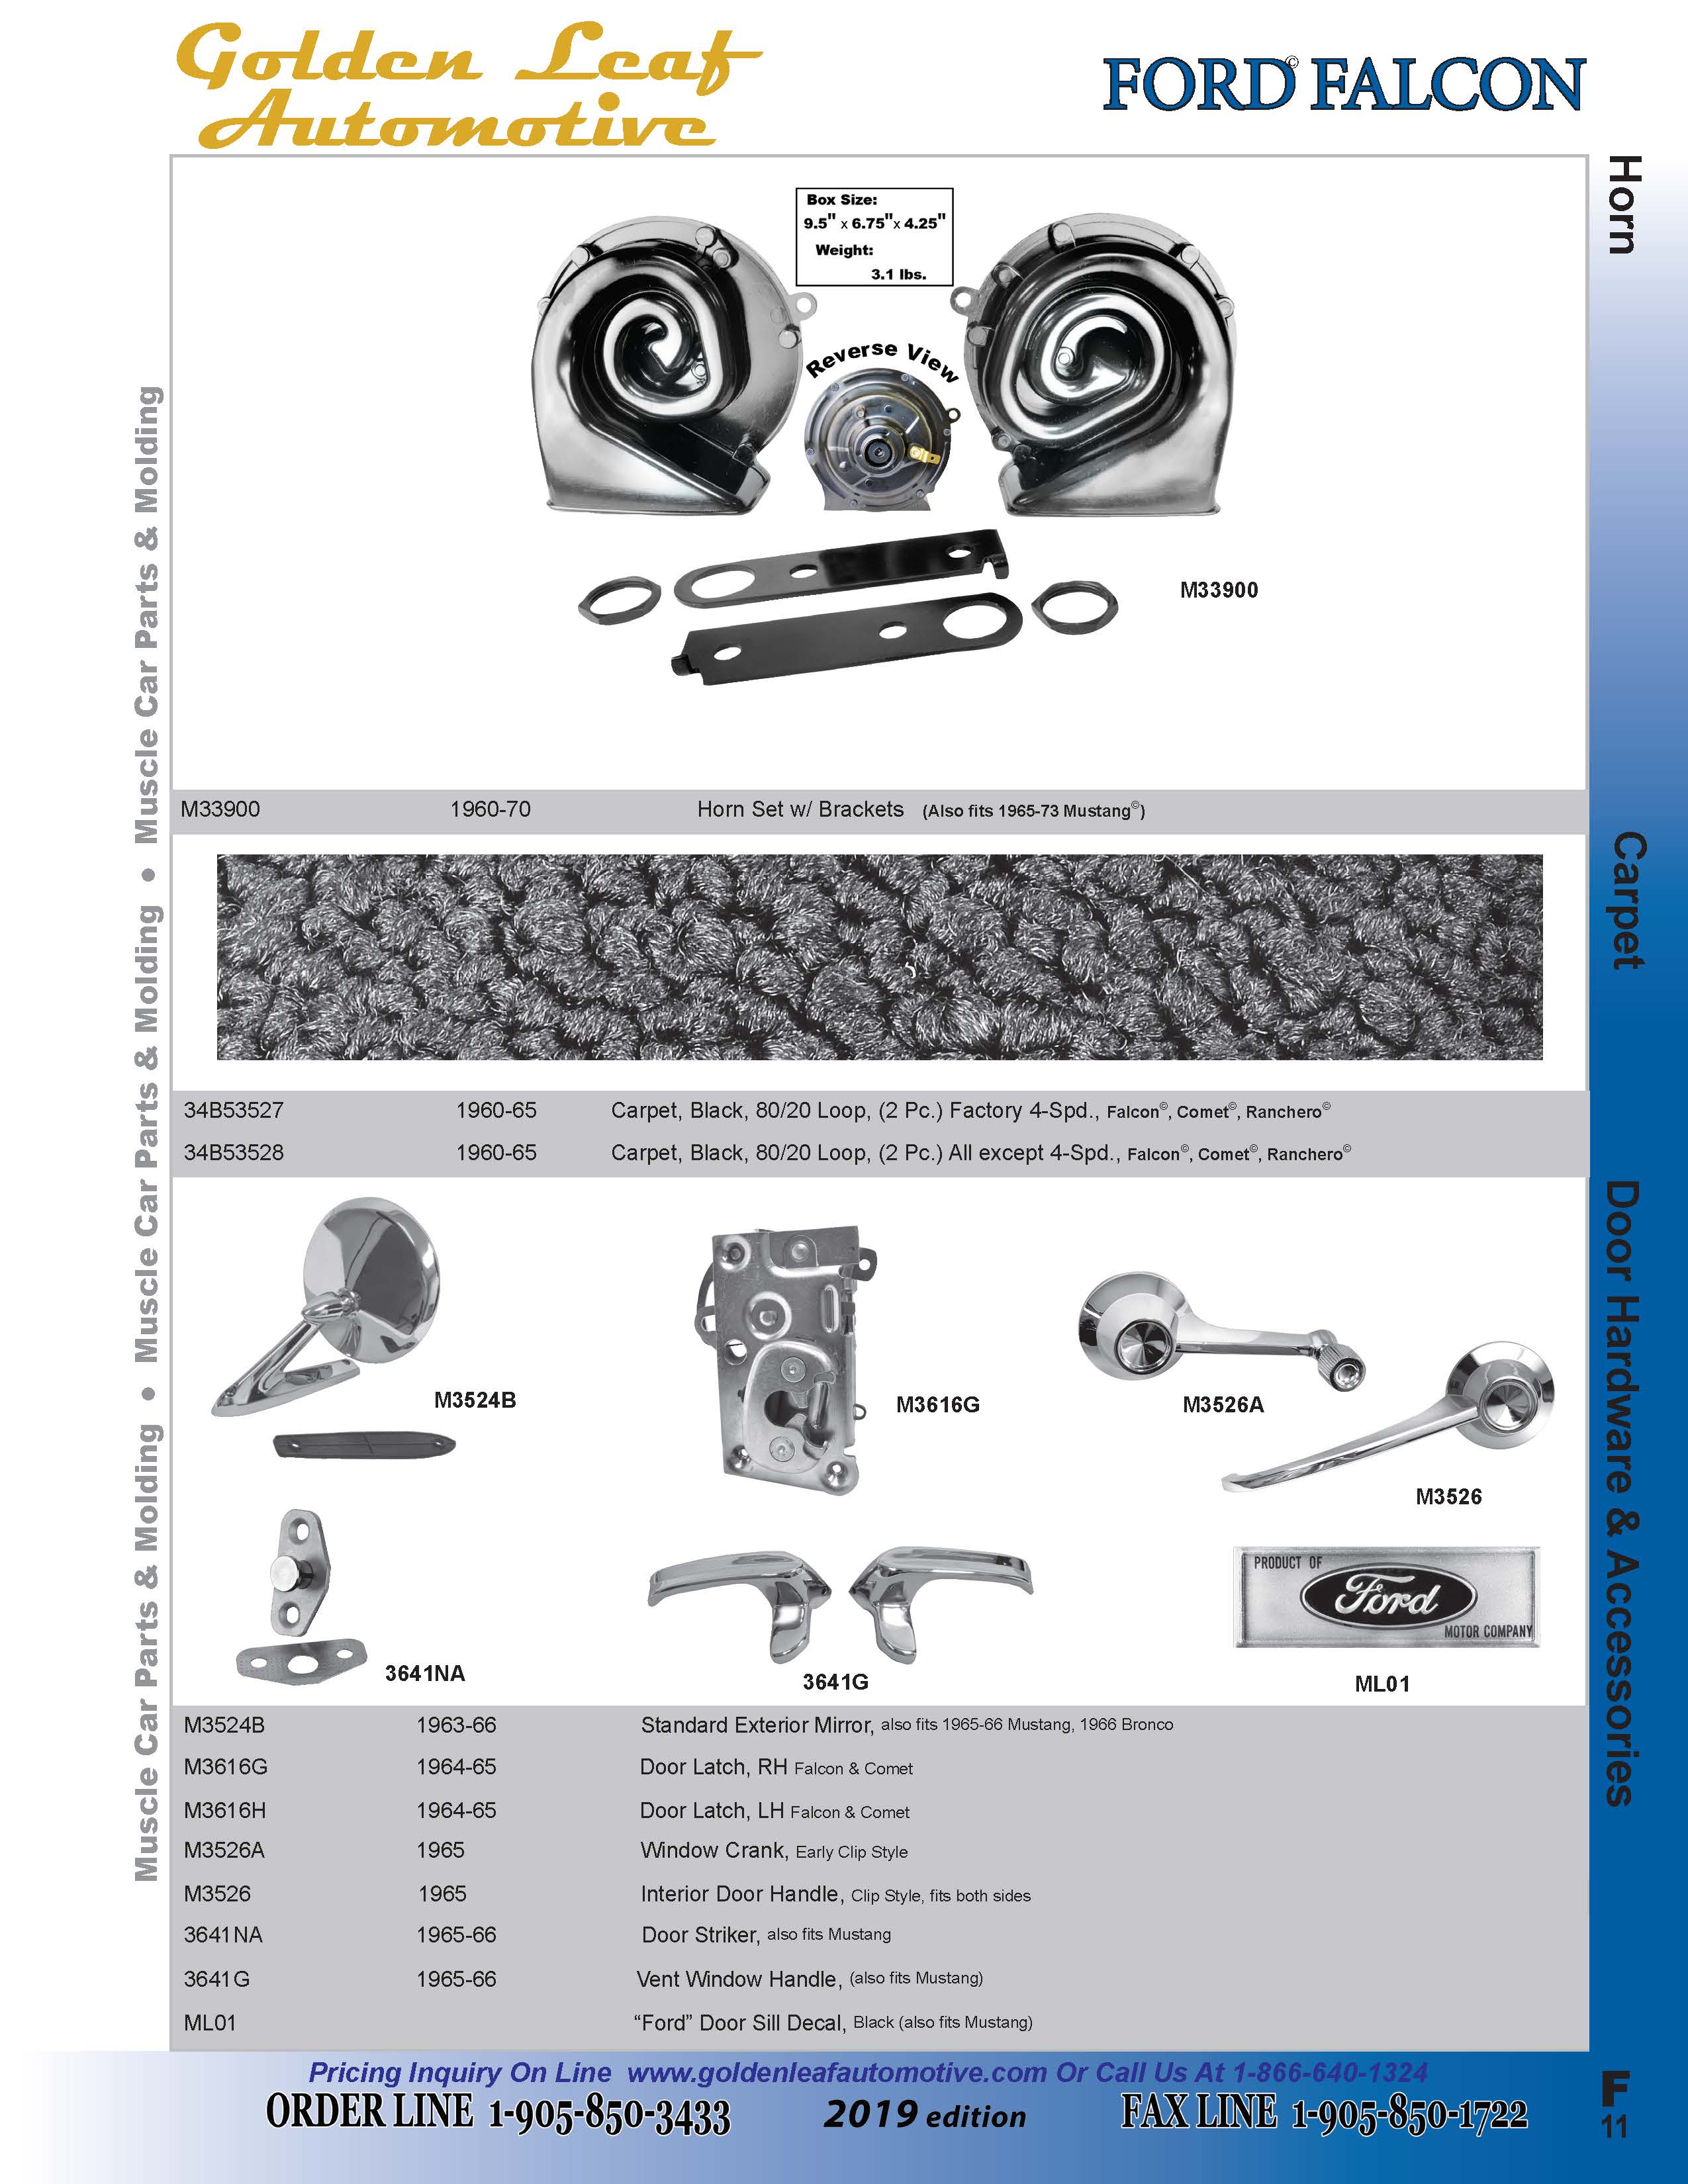 Golden Leaf
Automotive
FORD© FALCON
Horn
Box Size:
9.5" x 6.75"x 4.25"
Weight:
3.1 lbs.
Reverse View
M33900
M33900 1960-70 Horn Set w/ Brackets (Also fits 1965-73 Mustang©)
Carpet
34B53527 1960-65 Carpet, Black, 80/20 Loop, (2 Pc.) Factory 4-Spd., Falcon©, Comet©, Ranchero©
34B53528 1960-65 Carpet, Black, 80/20 Loop, (2 Pc.) All except 4-Spd., Falcon©, Comet©, Ranchero©
Door Hardware & Accessories
M3524B
M3616G
M3526A
M3526
3641NA
3641G
PRODUCT OF
Ford
MOTOR COMPANY
ML01
M3524B 1963-66 Standard Exterior Mirror, also fits 1965-66 Mustang, 1966 Bronco
M3616G 1964-65 Door Latch, RH Falcon & Comet
M3616H 1964-65 Door Latch, LH Falcon & Comet
M3526A 1965 Window Crank, Early Clip Style
M3526 1965 Interior Door Handle, Clip Style, fits both sides
3641NA 1965-66 Door Striker, also fits Mustang
3641G 1965-66 Vent Window Handle, (also fits Mustang)
ML01 “Ford” Door Sill Decal, Black (also fits Mustang)
Muscle Car Parts & Molding • Muscle Car Parts & Molding • Muscle Car Parts & Molding
Pricing Inquiry On Line www.goldenleafautomotive.com Or Call Us At 1-866-640-1324
ORDER LINE 1-905-850-3433 2019 edition FAX LINE 1-905-850-1722
F
11